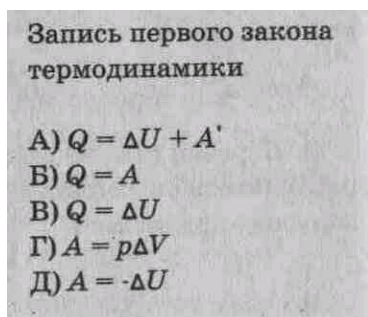 Запись первого закона
термодинамики
А) Q = ΔU + A'
Б) Q = A
В) Q = ΔU
Г) A = pΔV
Д) A = -ΔU